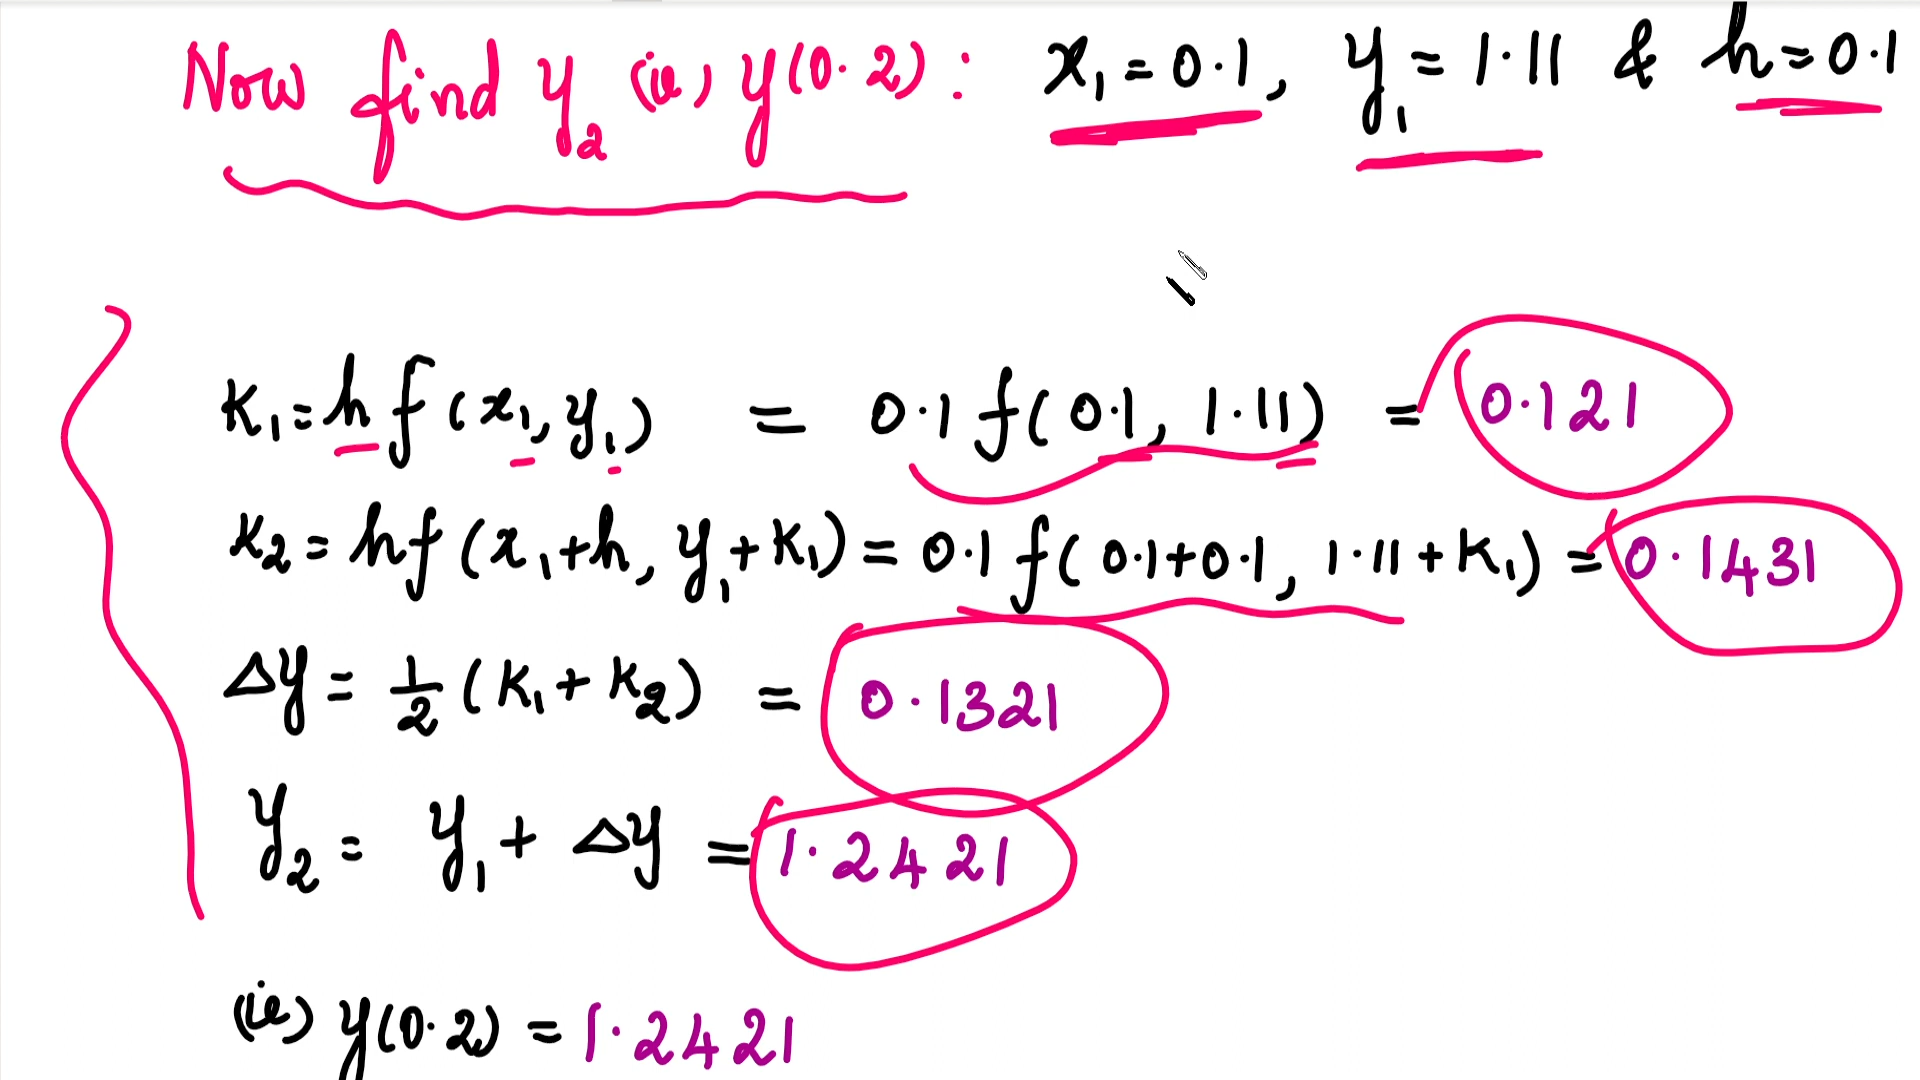 Now find y₂ (ie) y(0.2): x₁=0.1, y₁=1.11 & h=0.1
K₁=hf(x₁,y₁) = 0.1 f(0.1, 1.11) = 0.121
K₂=hf(x₁+h, y₁+K₁)=0.1 f(0.1+0.1, 1.11+K₁)=0.1431
Δy= 1/2 (K₁+K₂) = 0.1321
y₂= y₁+Δy =1.2421
(ie) y(0.2)=1.2421